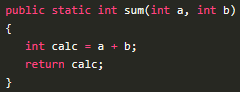 public static int sum(int a, int b)
{
    int calc = a + b;
    return calc;
}